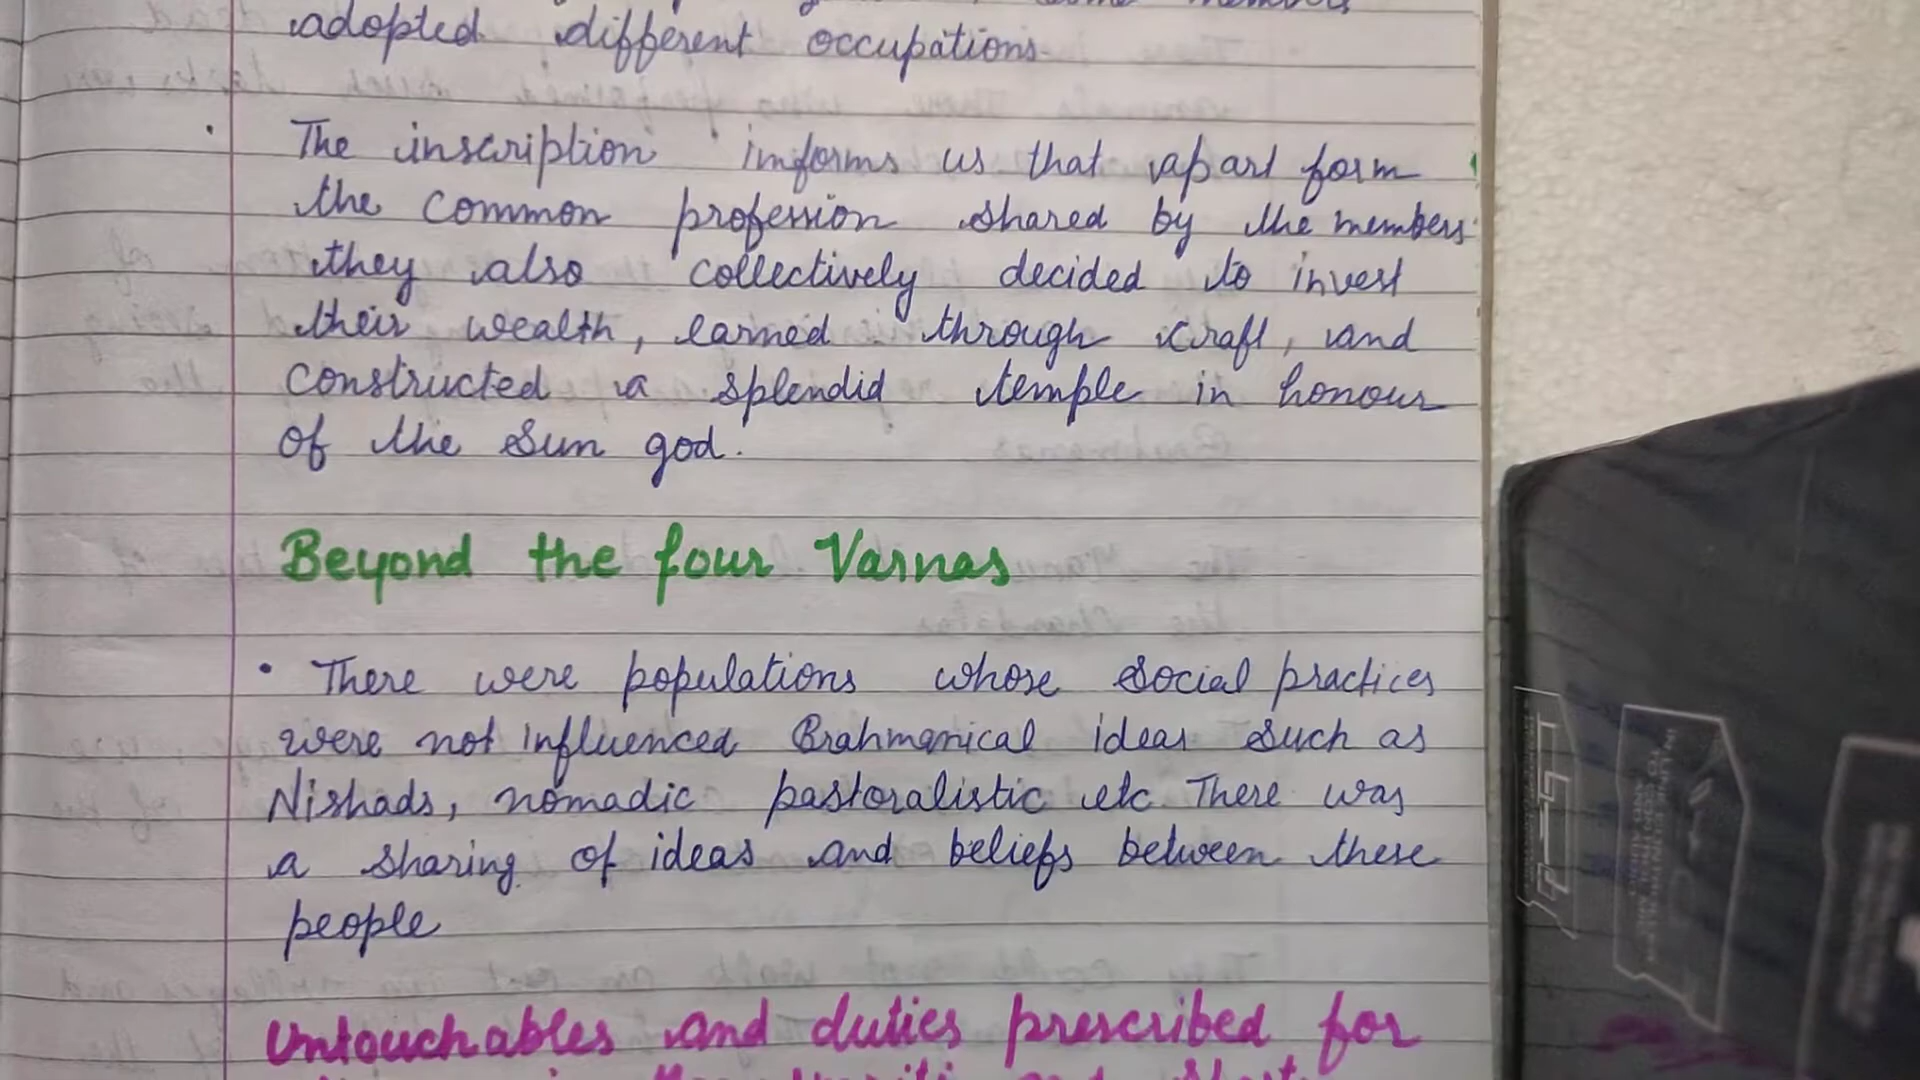 adopted different occupations
The inscription imforms us that apart form
the common profession shared by the members
they also collectively decided to invest
their wealth, earned through craft, and
constructed a splendid temple in honour
of the Sun god.
Beyond the four Varnas
• There were populations whose social practices
were not influenced Brahmanical ideas such as
Nishads, nomadic pastoralistic etc There was
a sharing of ideas and beliefs between these
people
Untouchables and duties prescribed for